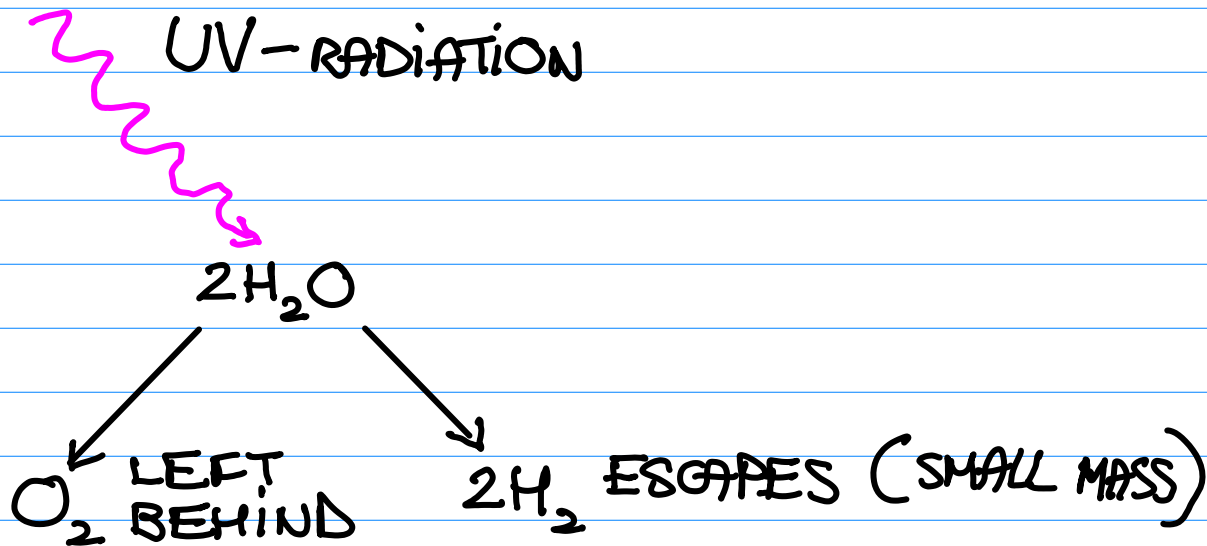 UV-RADIATION
2H₂O
O₂ LEFT BEHIND
2H₂ ESCAPES (SMALL MASS)